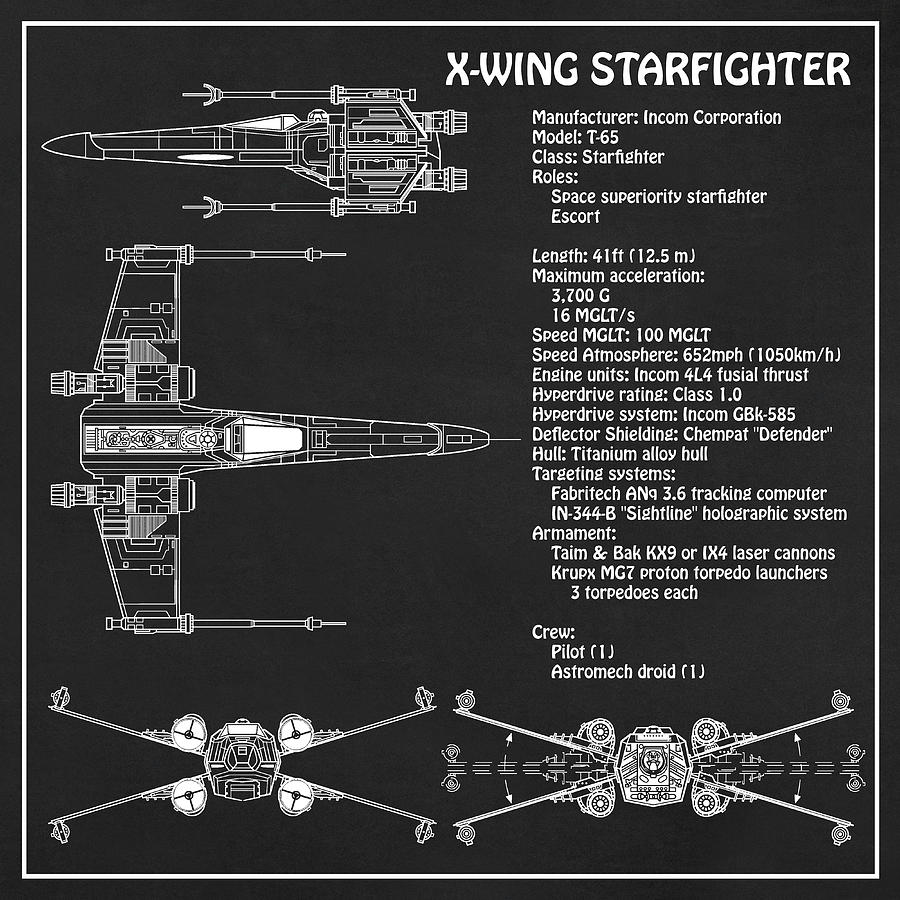 X-WING STARFIGHTER
Manufacturer: Incom Corporation
Model: T-65
Class: Starfighter
Roles:
Space superiority starfighter
Escort
Length: 41ft (12.5 m)
Maximum acceleration:
3,700 G
16 MGLT/s
Speed MGLT: 100 MGLT
Speed Atmosphere: 652mph (1050km/h)
Engine units: Incom 4L4 fusial thrust
Hyperdrive rating: Class 1.0
Hyperdrive system: Incom GBk-585
Deflector Shielding: Chempat "Defender"
Hull: Titanium alloy hull
Targeting systems:
Fabritech ANq 3.6 tracking computer
IN-344-B "Sightline" holographic system
Armament:
Taim & Bak KX9 or IX4 laser cannons
Krupx MG7 proton torpedo launchers
3 torpedoes each
Crew:
Pilot (1)
Astromech droid (1)